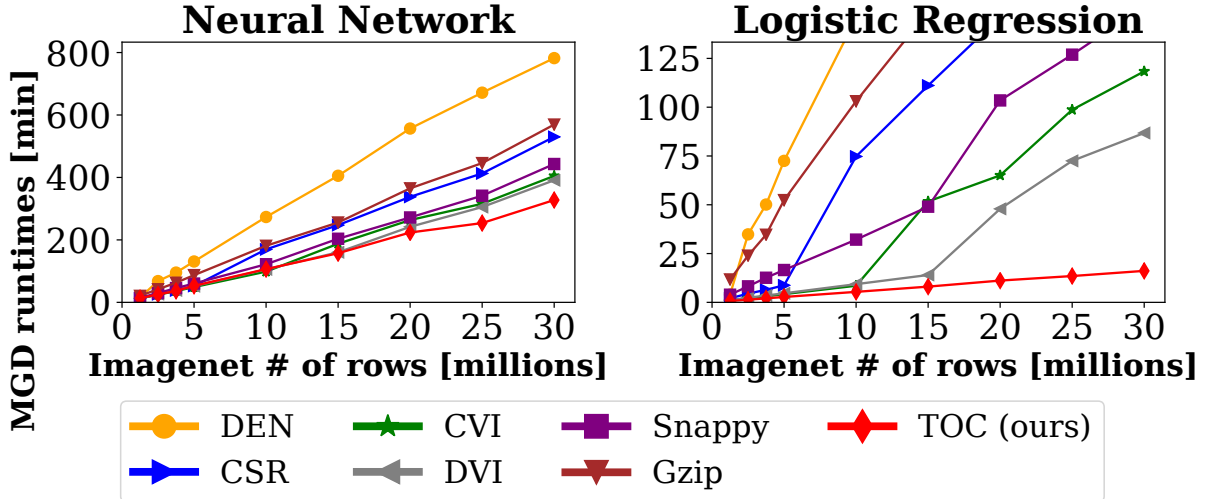 Neural Network
Logistic Regression
MGD runtimes [min]
800
600
400
200
0
0 5 10 15 20 25 30
Imagenet # of rows [millions]
125
100
75
50
25
0
0 5 10 15 20 25 30
Imagenet # of rows [millions]
DEN CVI Snappy TOC (ours)
CSR DVI Gzip